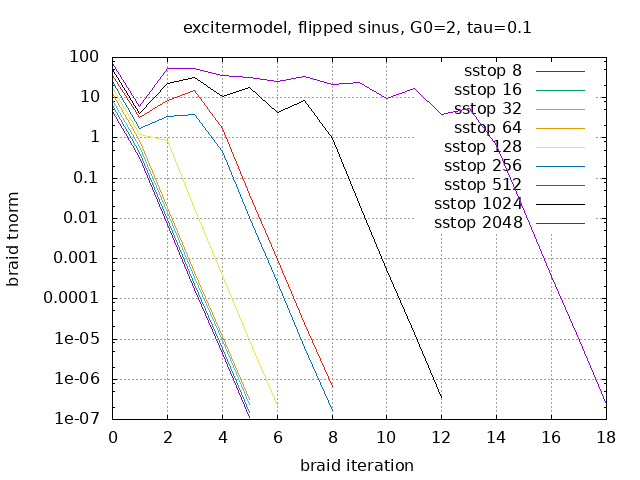 excitermodel, flipped sinus, G0=2, tau=0.1
100
10
1
0.1
0.01
0.001
0.0001
1e-05
1e-06
1e-07
braid tnorm
sstop 8
sstop 16
sstop 32
sstop 64
sstop 128
sstop 256
sstop 512
sstop 1024
sstop 2048
0 2 4 6 8 10 12 14 16 18
braid iteration